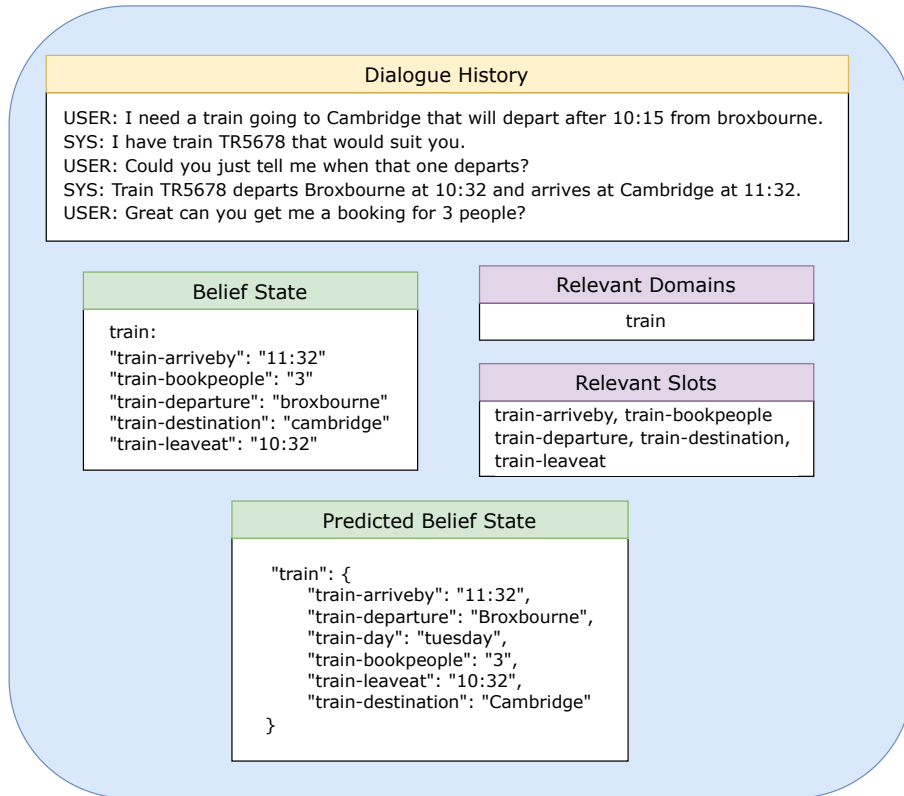 Dialogue History
USER: I need a train going to Cambridge that will depart after 10:15 from broxbourne.
SYS: I have train TR5678 that would suit you.
USER: Could you just tell me when that one departs?
SYS: Train TR5678 departs Broxbourne at 10:32 and arrives at Cambridge at 11:32.
USER: Great can you get me a booking for 3 people?
Belief State
train:
"train-arriveby": "11:32"
"train-bookpeople": "3"
"train-departure": "broxbourne"
"train-destination": "cambridge"
"train-leaveat": "10:32"
Relevant Domains
train
Relevant Slots
train-arriveby, train-bookpeople
train-departure, train-destination,
train-leaveat
Predicted Belief State
"train": {
"train-arriveby": "11:32",
"train-departure": "Broxbourne",
"train-day": "tuesday",
"train-bookpeople": "3",
"train-leaveat": "10:32",
"train-destination": "Cambridge"
}